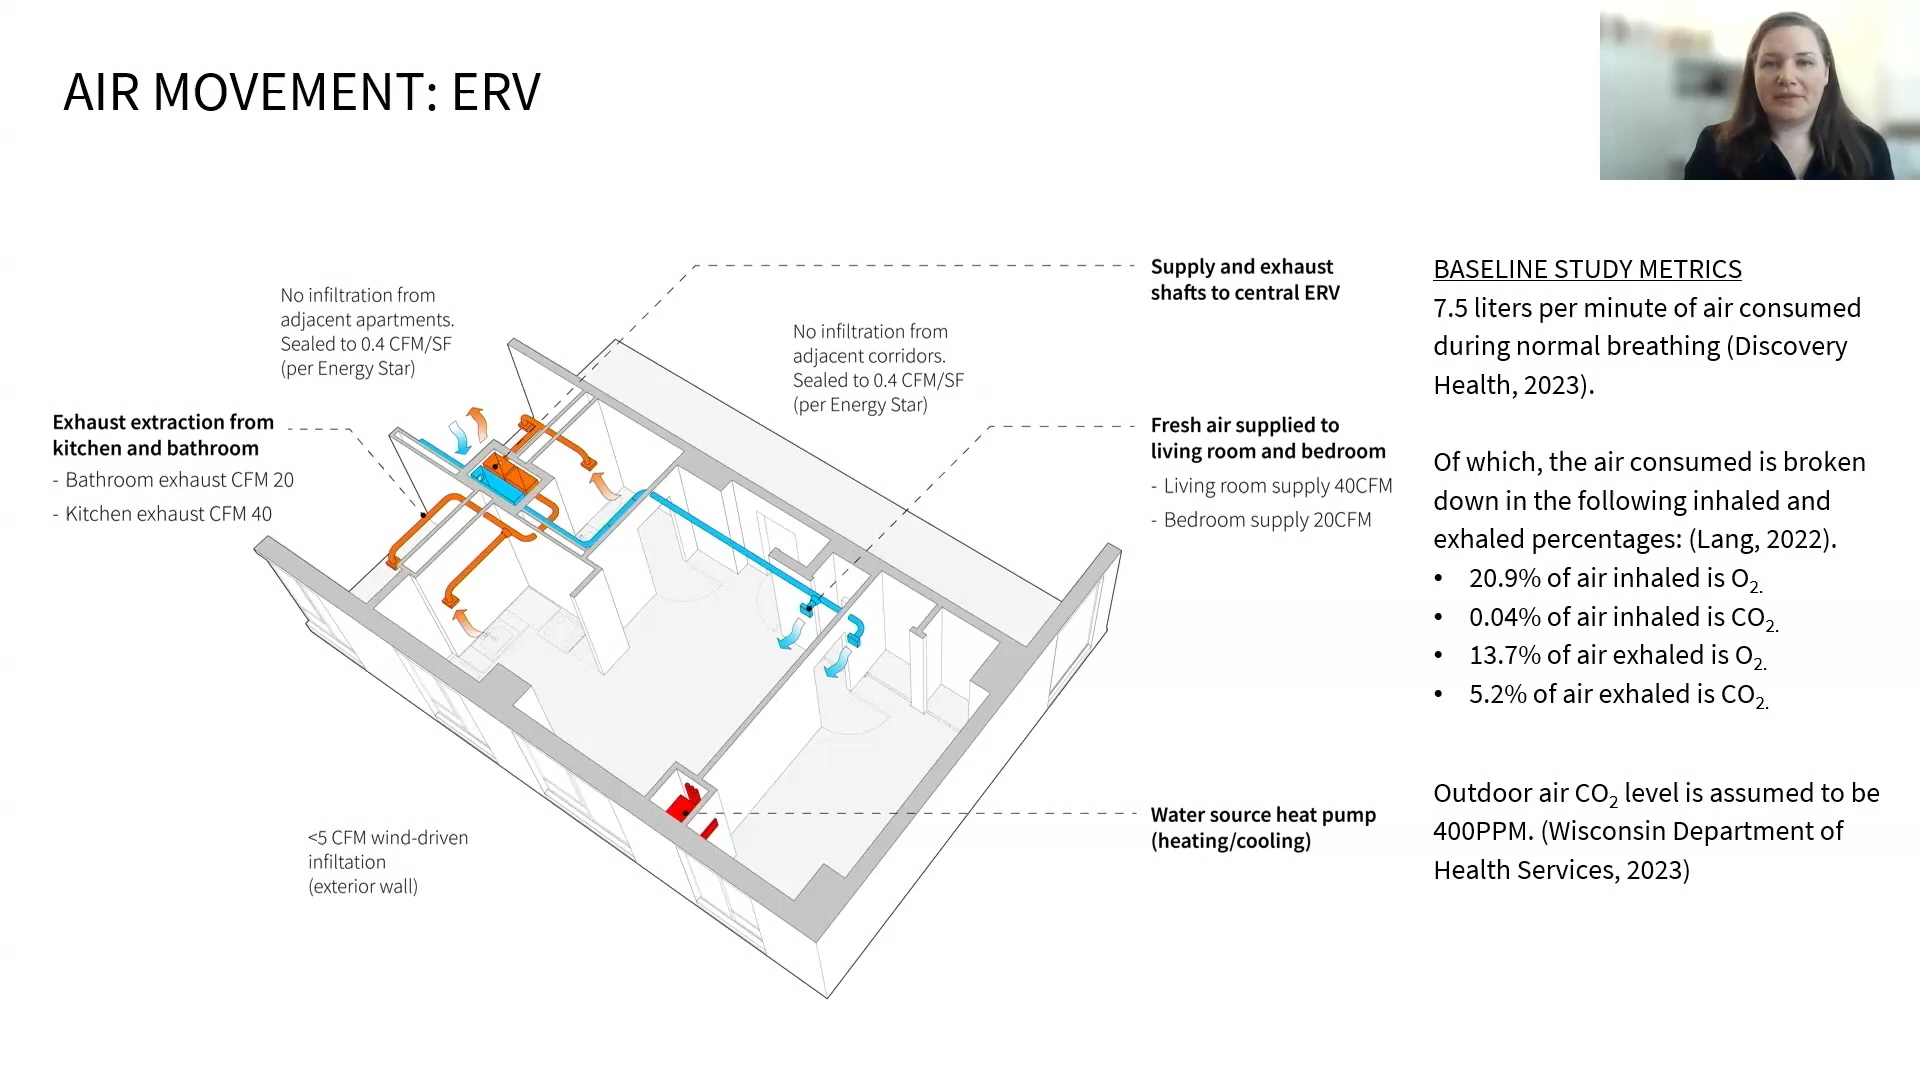 AIR MOVEMENT: ERV
No infiltration from
adjacent apartments.
Sealed to 0.4 CFM/SF
(per Energy Star)
Exhaust extraction from
kitchen and bathroom
- Bathroom exhaust CFM 20
- Kitchen exhaust CFM 40
No infiltration from
adjacent corridors.
Sealed to 0.4 CFM/SF
(per Energy Star)
Supply and exhaust
shafts to central ERV
Fresh air supplied to
living room and bedroom
- Living room supply 40CFM
- Bedroom supply 20CFM
Water source heat pump
(heating/cooling)
<5 CFM wind-driven
infiltation
(exterior wall)
BASELINE STUDY METRICS
7.5 liters per minute of air consumed
during normal breathing (Discovery
Health, 2023).
Of which, the air consumed is broken
down in the following inhaled and
exhaled percentages: (Lang, 2022).
• 20.9% of air inhaled is O2.
• 0.04% of air inhaled is CO2.
• 13.7% of air exhaled is O2.
• 5.2% of air exhaled is CO2.
Outdoor air CO2 level is assumed to be
400PPM. (Wisconsin Department of
Health Services, 2023)